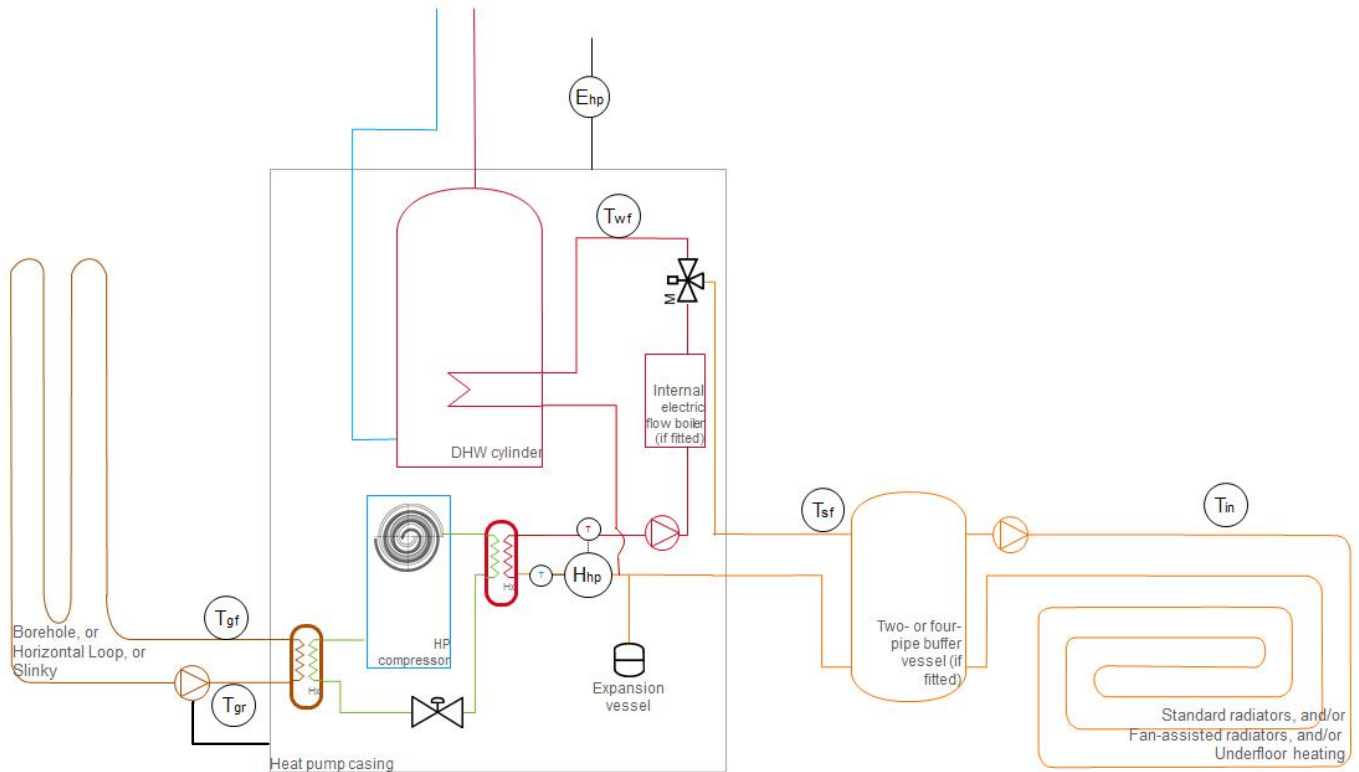 Ehp
Twf
M
Internal
electric
flow boiler
(if fitted)
DHW cylinder
Tsf
Tin
T
Hhp
T
Hx
Tgf
Borehole, or
Horizontal Loop, or
Slinky
HP
compressor
Hx
Tgr
Expansion
vessel
Two- or four-
pipe buffer
vessel (if
fitted)
Standard radiators, and/or
Fan-assisted radiators, and/or
Underfloor heating
Heat pump casing